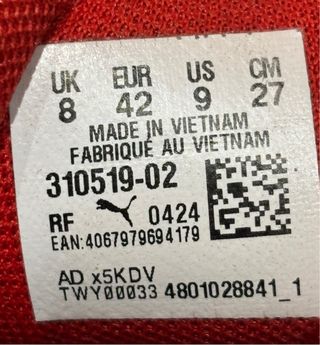 UK EUR US CM
8 42 9 27
MADE IN VIETNAM
FABRIQUÉ AU VIETNAM
310519-02
RF 0424
EAN:4067979694179
AD x5KDV
TWY00033 4801028841_1